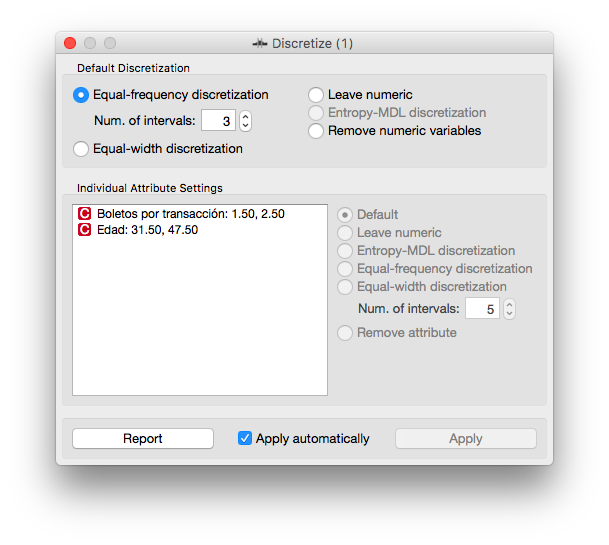 Discretize (1)
Default Discretization
Equal-frequency discretization
Num. of intervals: 3
Equal-width discretization
Leave numeric
Entropy-MDL discretization
Remove numeric variables
Individual Attribute Settings
C Boletos por transacción: 1.50, 2.50
C Edad: 31.50, 47.50
Default
Leave numeric
Entropy-MDL discretization
Equal-frequency discretization
Equal-width discretization
Num. of intervals: 5
Remove attribute
Report
Apply automatically
Apply